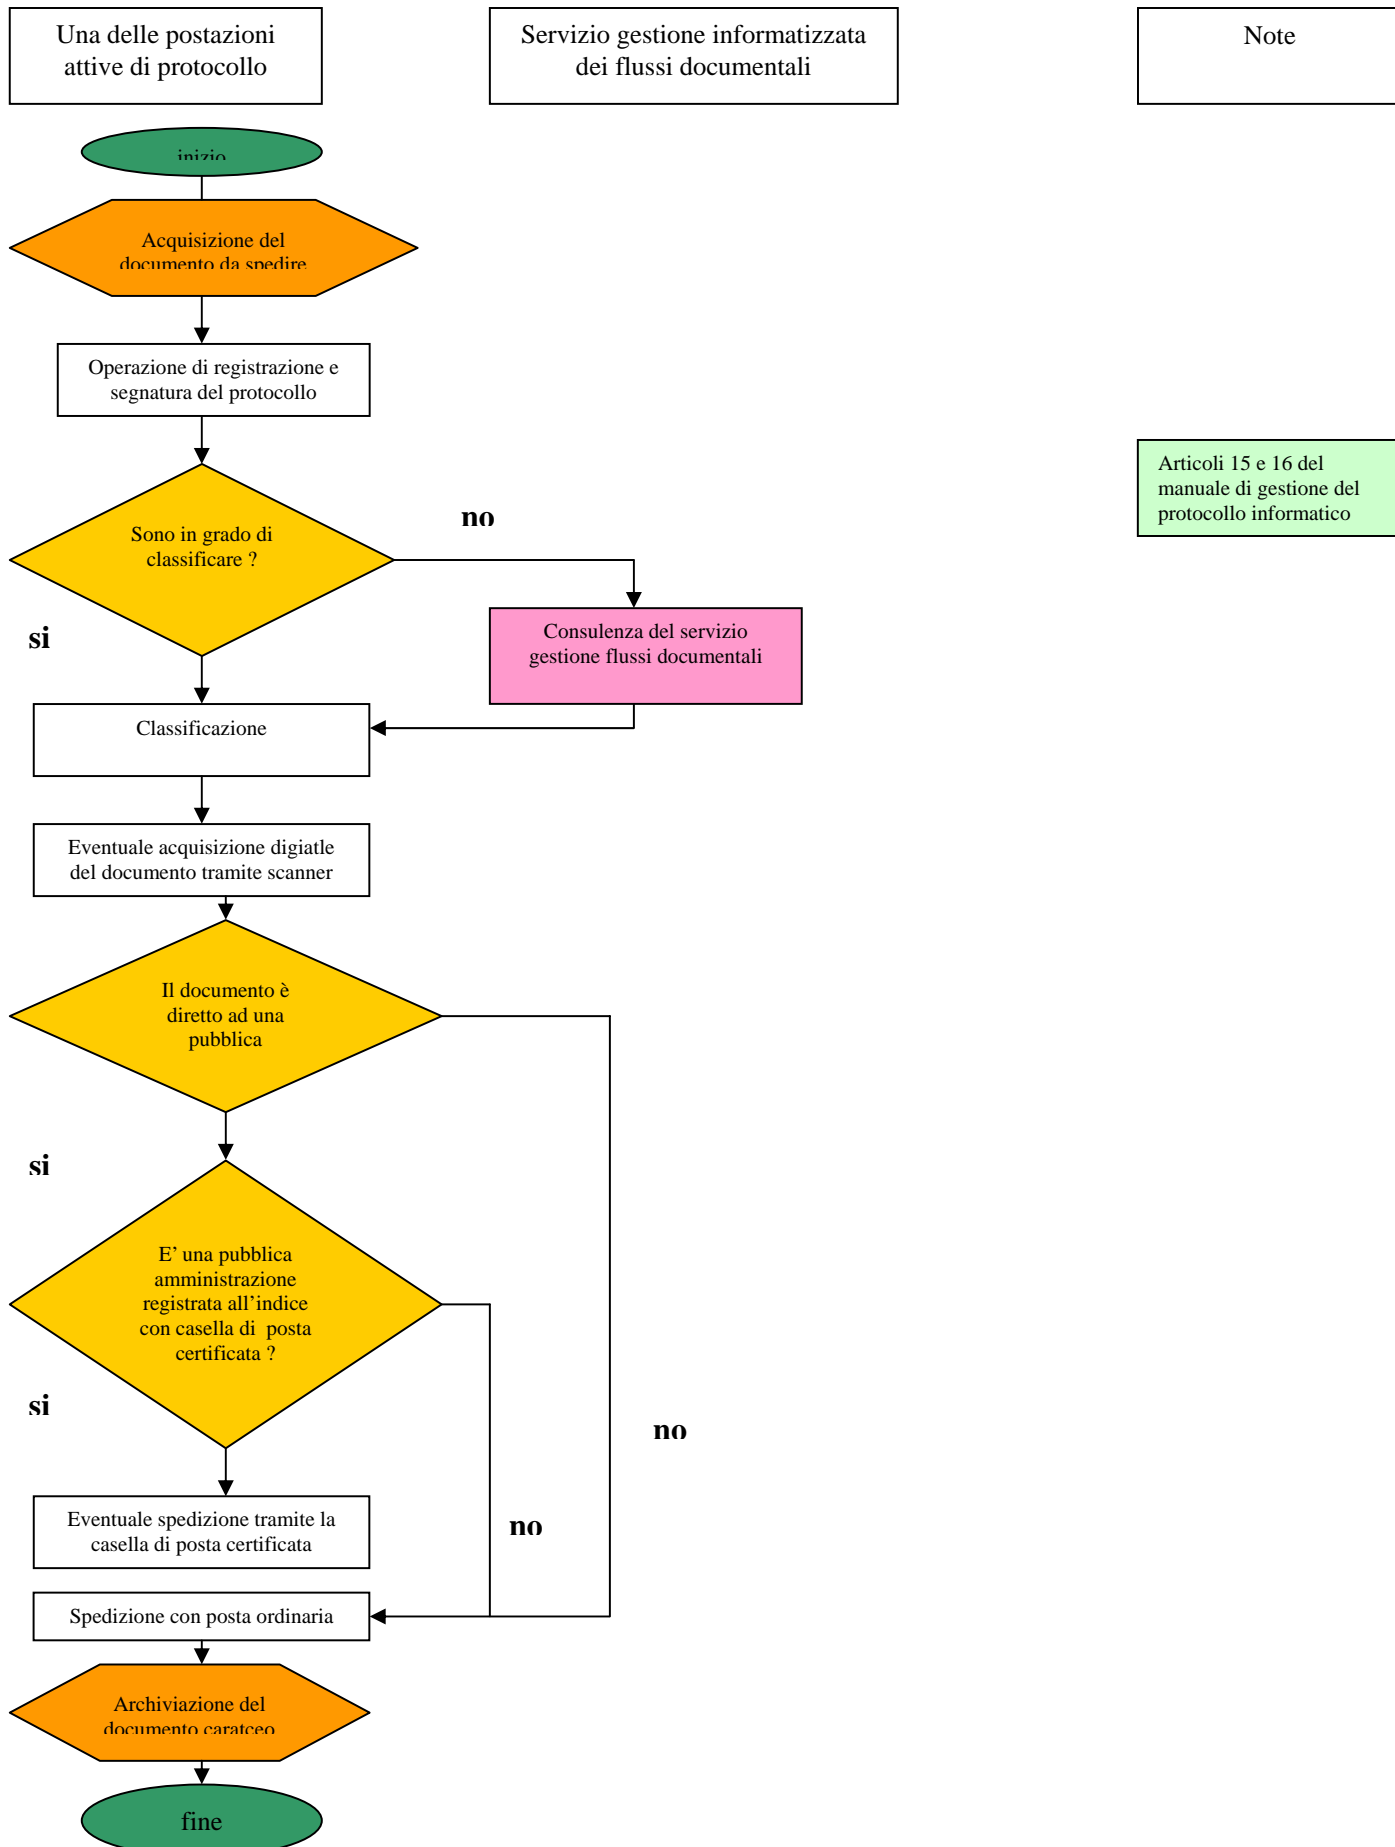 Una delle postazioni
attive di protocollo
Servizio gestione informatizzata
dei flussi documentali
Note
inizio
Acquisizione del
documento da spedire
Operazione di registrazione e
segnatura del protocollo
Articoli 15 e 16 del
manuale di gestione del
protocollo informatico
Sono in grado di
classificare ?
no
si
Consulenza del servizio
gestione flussi documentali
Classificazione
Eventuale acquisizione digiatle
del documento tramite scanner
Il documento è
diretto ad una
pubblica
si
E’ una pubblica
amministrazione
registrata all’indice
con casella di posta
certificata ?
si
no
Eventuale spedizione tramite la
casella di posta certificata
no
Spedizione con posta ordinaria
Archiviazione del
documento caratceo
fine